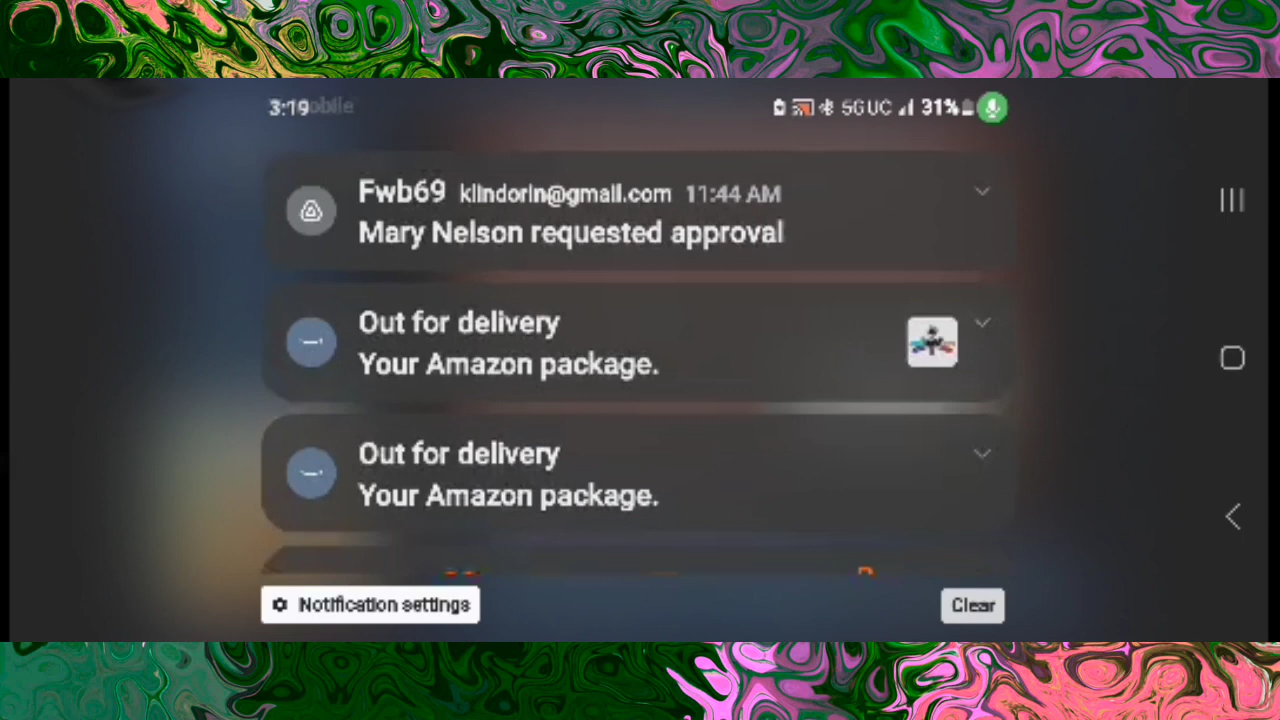 3:19obile 5G UC 31%
Fwb69 klindorin@gmail.com 11:44 AM
Mary Nelson requested approval
Out for delivery
Your Amazon package.
Out for delivery
Your Amazon package.
Notification settings
Clear